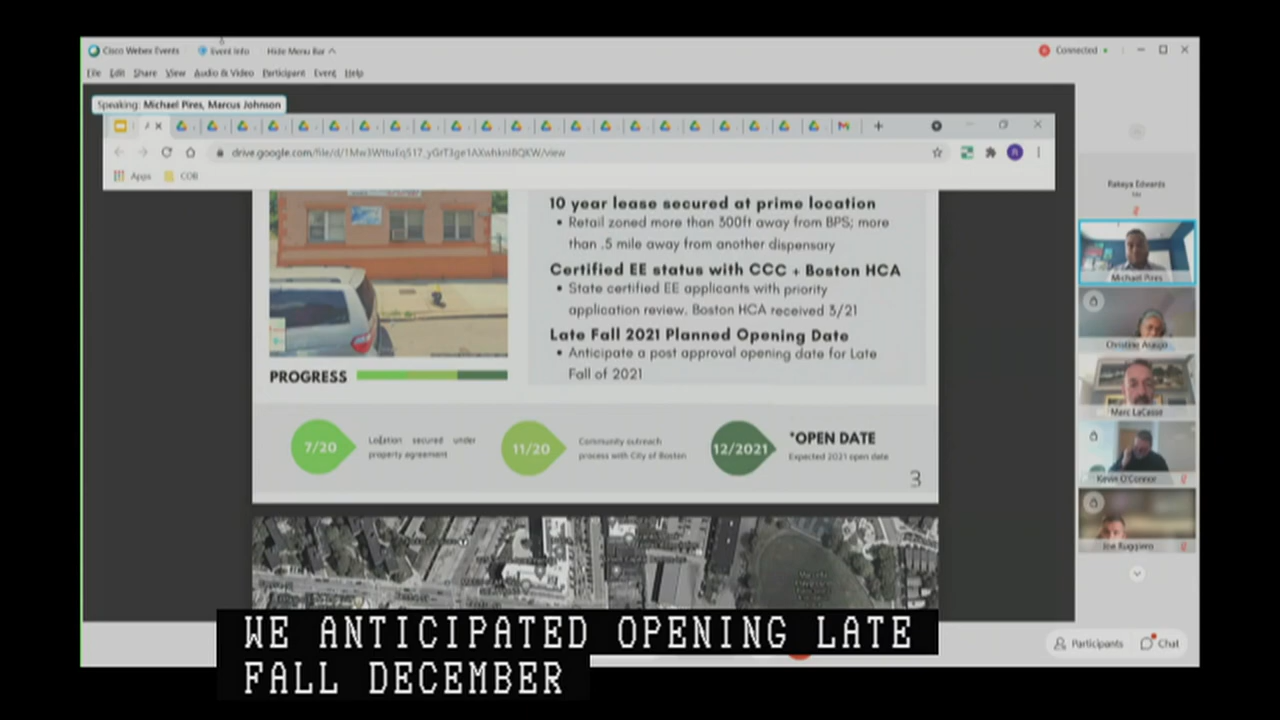 Cisco Webex Events
Event Info
Hide Menu Bar
Connected
File Edit Share View Audio & Video Participant Event Help
Speaking: Michael Pires, Marcus Johnson
Apps
COB
10 year lease secured at prime location
• Retail zoned more than 300ft away from BPS; more
than .5 mile away from another dispensary
Certified EE status with CCC + Boston HCA
• State certified EE applicants with priority
application review. Boston HCA received 3/21
Late Fall 2021 Planned Opening Date
• Anticipate a post approval opening date for Late
Fall of 2021
PROGRESS
7/20
Location secured under
property agreement
11/20
Community outreach
process with City of Boston
12/2021
*OPEN DATE
Expected 2021 open date
3
Rakeya Edwards
Me
Michael Pires
Christine Araujo
Marc LaCasse
Kevin O'Connor
Joe Ruggiero
Participants
Chat
WE ANTICIPATED OPENING LATE
FALL DECEMBER